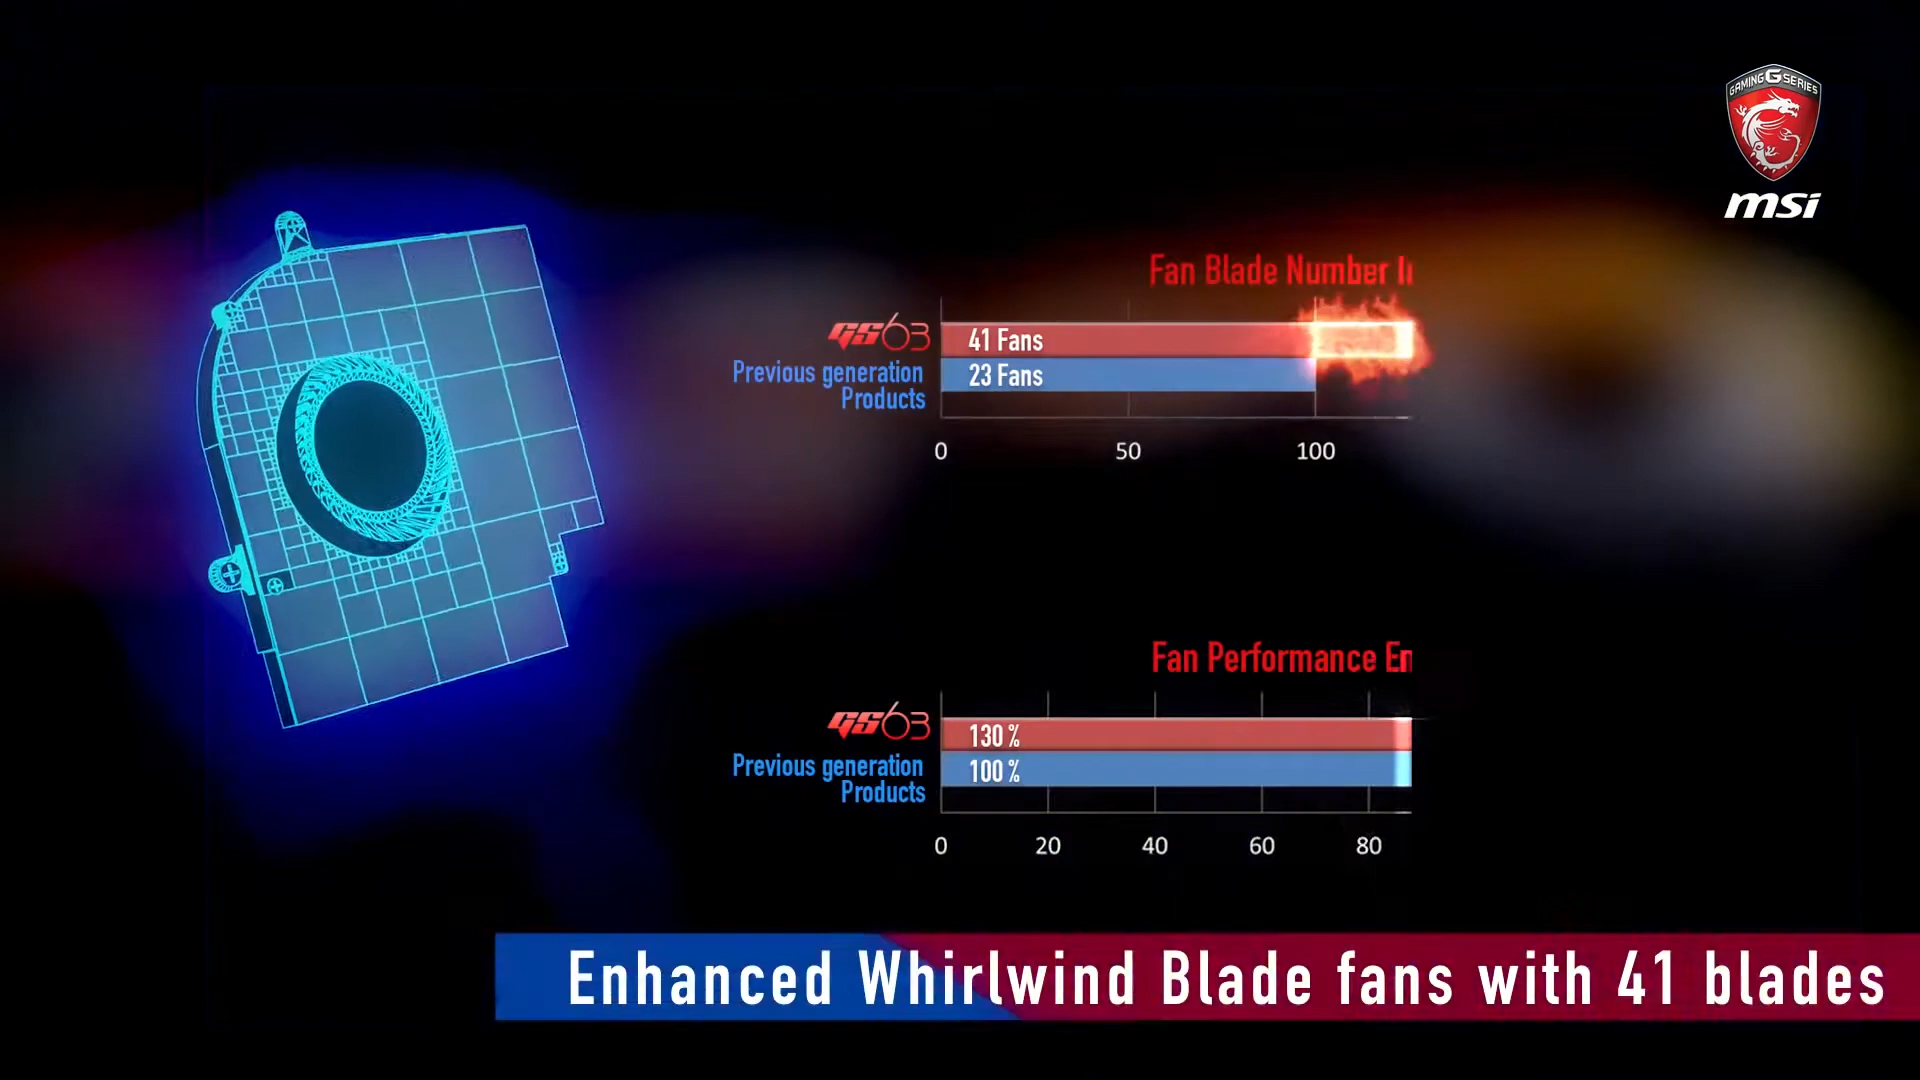 GAMING G SERIES
msi
Fan Blade Number
GS63
41 Fans
Previous generation
Products
23 Fans
0
50
100
Fan Performance
GS63
130 %
Previous generation
Products
100 %
0
20
40
60
80
Enhanced Whirlwind Blade fans with 41 blades